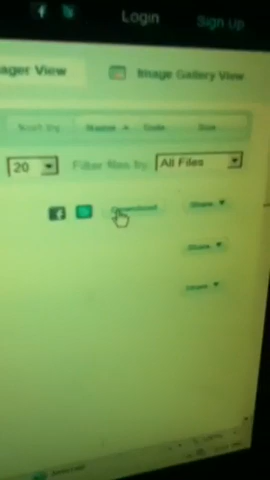 Login Sign Up
ager View Image Gallery View
Sort by Name Date Size
20 Filter files by: All Files
Download Share
Share
Share